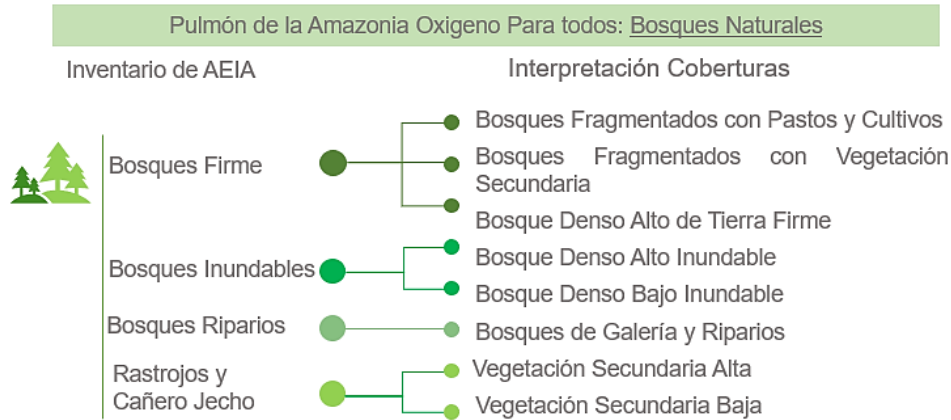 Pulmón de la Amazonia Oxigeno Para todos: Bosques Naturales
Inventario de AEIA
Interpretación Coberturas
Bosques Firme
Bosques Fragmentados con Pastos y Cultivos
Bosques Fragmentados con Vegetación
Secundaria
Bosque Denso Alto de Tierra Firme
Bosques Inundables
Bosque Denso Alto Inundable
Bosque Denso Bajo Inundable
Bosques Riparios
Bosques de Galería y Riparios
Rastrojos y
Cañero Jecho
Vegetación Secundaria Alta
Vegetación Secundaria Baja